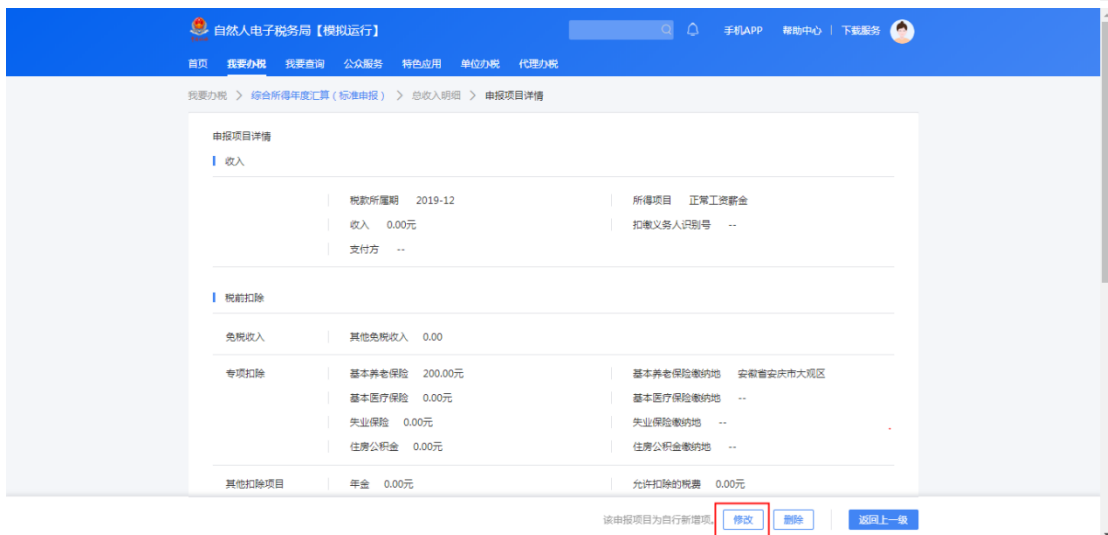 自然人电子税务局【模拟运行】
手机APP 帮助中心 | 下载服务
首页 我要办税 我要查询 公众服务 特色应用 单位办税 代理办税
我要办税 > 综合所得年度汇算(标准申报) > 总收入明细 > 申报项目详情
申报项目详情
收入
税款所属期 2019-12 所得项目 正常工资薪金
收入 0.00元 扣缴义务人识别号 --
支付方 --
税前扣除
免税收入 其他免税收入 0.00
专项扣除 基本养老保险 200.00元 基本养老保险缴纳地 安徽省安庆市大观区
基本医疗保险 0.00元 基本医疗保险缴纳地 --
失业保险 0.00元 失业保险缴纳地 --
住房公积金 0.00元 住房公积金缴纳地 --
其他扣除项目 年金 0.00元 允许扣除的税费 0.00元
该申报项目为自行新增项。 修改 删除 返回上一级